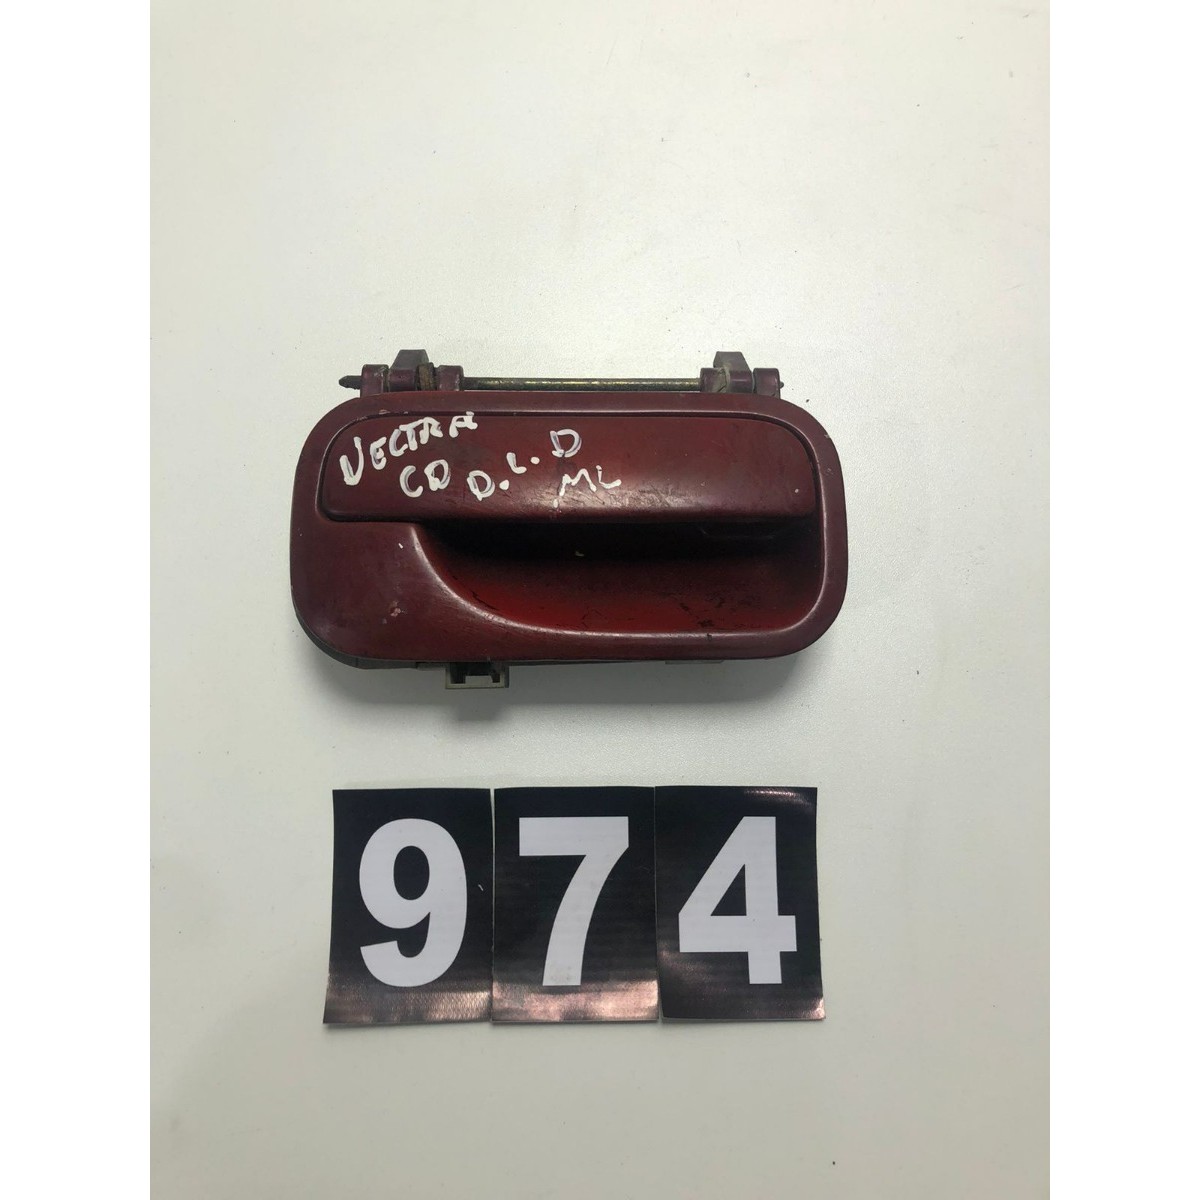 VECTRA
CD D.L.D
ML
974